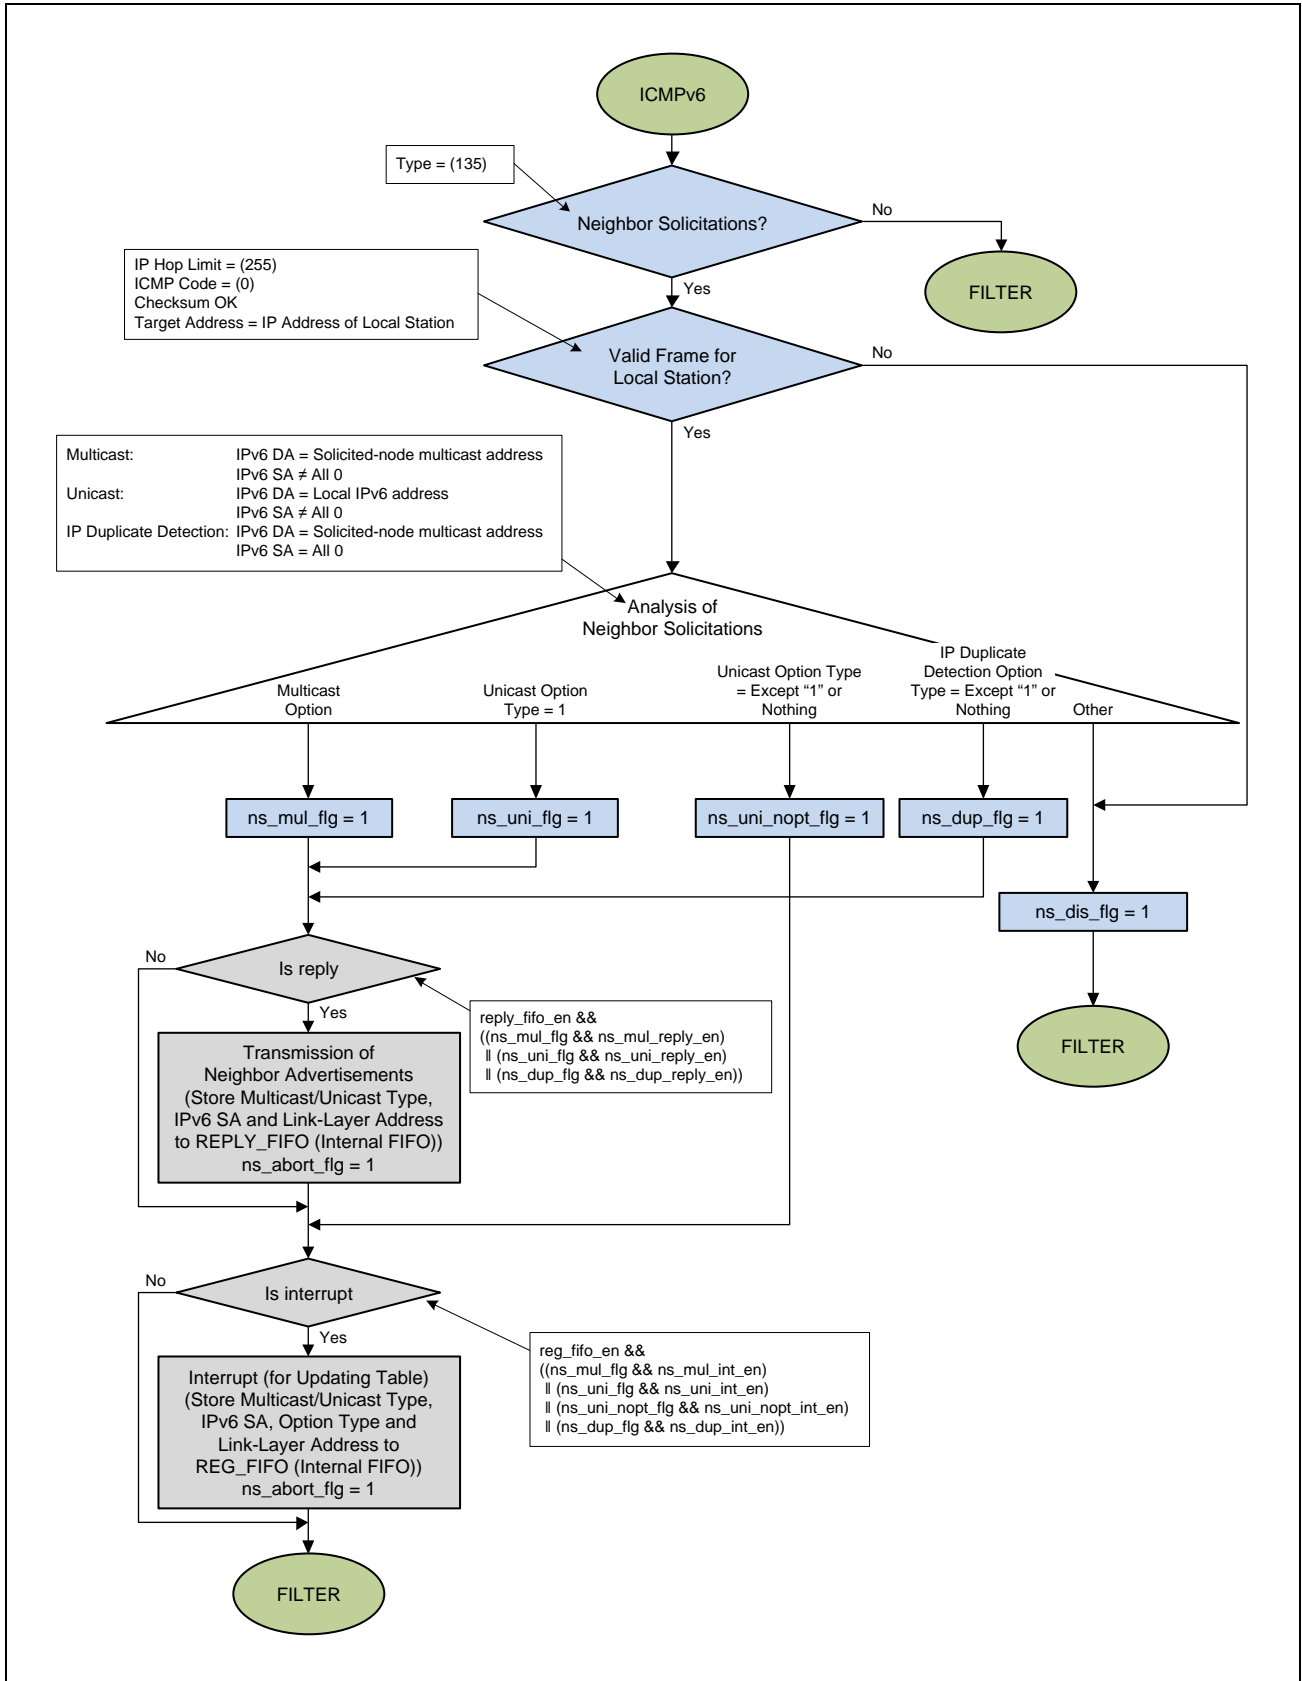 ICMPv6
Type = (135)
Neighbor Solicitations?
No
FILTER
Yes
IP Hop Limit = (255)
ICMP Code = (0)
Checksum OK
Target Address = IP Address of Local Station
Valid Frame for
Local Station?
No
Yes
Multicast: IPv6 DA = Solicited-node multicast address
IPv6 SA ≠ All 0
Unicast: IPv6 DA = Local IPv6 address
IPv6 SA ≠ All 0
IP Duplicate Detection: IPv6 DA = Solicited-node multicast address
IPv6 SA = All 0
Analysis of
Neighbor Solicitations
Multicast
Option
Unicast Option
Type = 1
Unicast Option Type
= Except “1” or
Nothing
IP Duplicate
Detection Option
Type = Except “1” or
Nothing
Other
ns_mul_flg = 1
ns_uni_flg = 1
ns_uni_nopt_flg = 1
ns_dup_flg = 1
ns_dis_flg = 1
FILTER
Is reply
No
Yes
reply_fifo_en &&
((ns_mul_flg && ns_mul_reply_en)
|| (ns_uni_flg && ns_uni_reply_en)
|| (ns_dup_flg && ns_dup_reply_en))
Transmission of
Neighbor Advertisements
(Store Multicast/Unicast Type,
IPv6 SA and Link-Layer Address
to REPLY_FIFO (Internal FIFO))
ns_abort_flg = 1
Is interrupt
No
Yes
reg_fifo_en &&
((ns_mul_flg && ns_mul_int_en)
|| (ns_uni_flg && ns_uni_int_en)
|| (ns_uni_nopt_flg && ns_uni_nopt_int_en)
|| (ns_dup_flg && ns_dup_int_en))
Interrupt (for Updating Table)
(Store Multicast/Unicast Type,
IPv6 SA, Option Type and
Link-Layer Address to
REG_FIFO (Internal FIFO))
ns_abort_flg = 1
FILTER